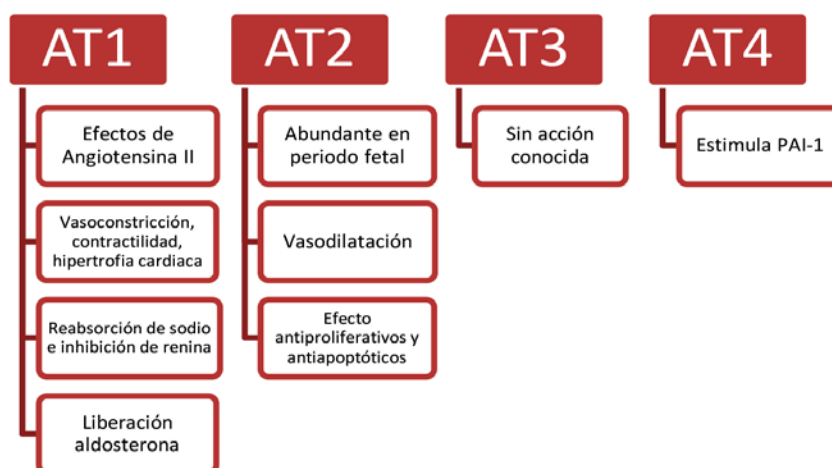 AT1
Efectos de
Angiotensina II
Vasoconstricción,
contractilidad,
hipertrofia cardiaca
Reabsorción de sodio
e inhibición de renina
Liberación
aldosterona
AT2
Abundante en
periodo fetal
Vasodilatación
Efecto
antiproliferativos y
antiapoptóticos
AT3
Sin acción
conocida
AT4
Estimula PAI-1